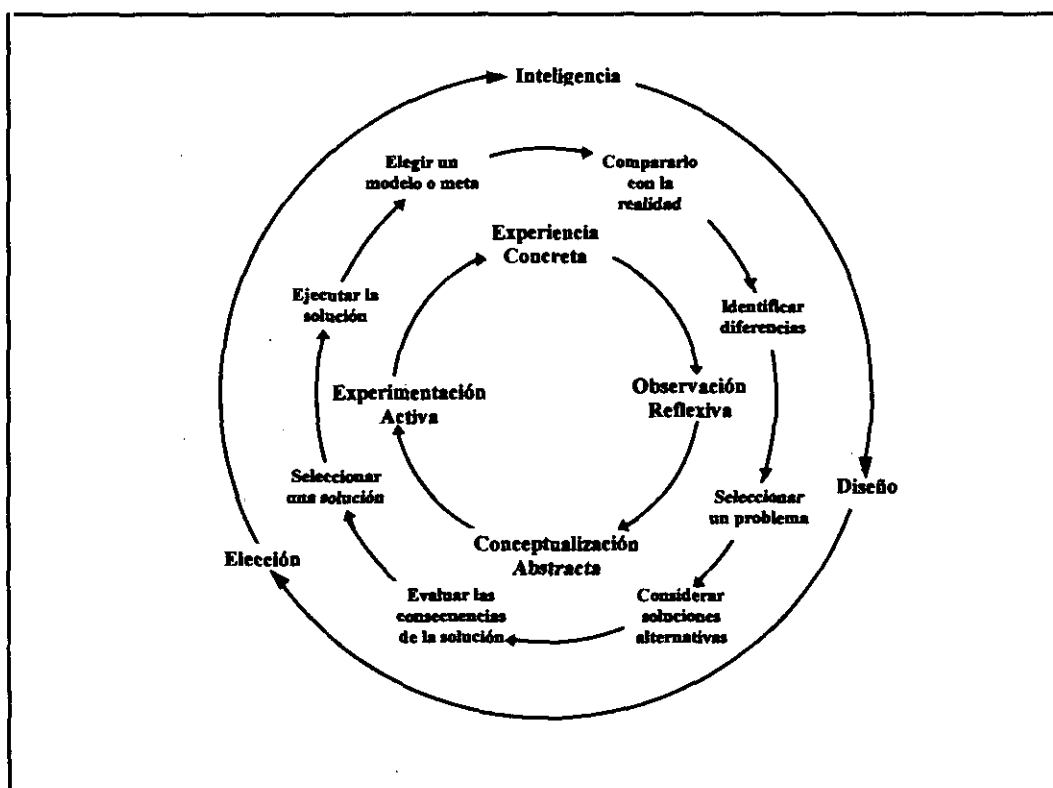 Inteligencia
Elegir un
modelo o meta
Compararlo
con la
realidad
Experiencia
Concreta
Ejecutar la
solución
Identificar
diferencias
Experimentación
Activa
Observación
Reflexiva
Seleccionar
una solución
Seleccionar
un problema
Diseño
Conceptualización
Abstracta
Elección
Evaluar las
consecuencias
de la solución
Considerar
soluciones
alternativas